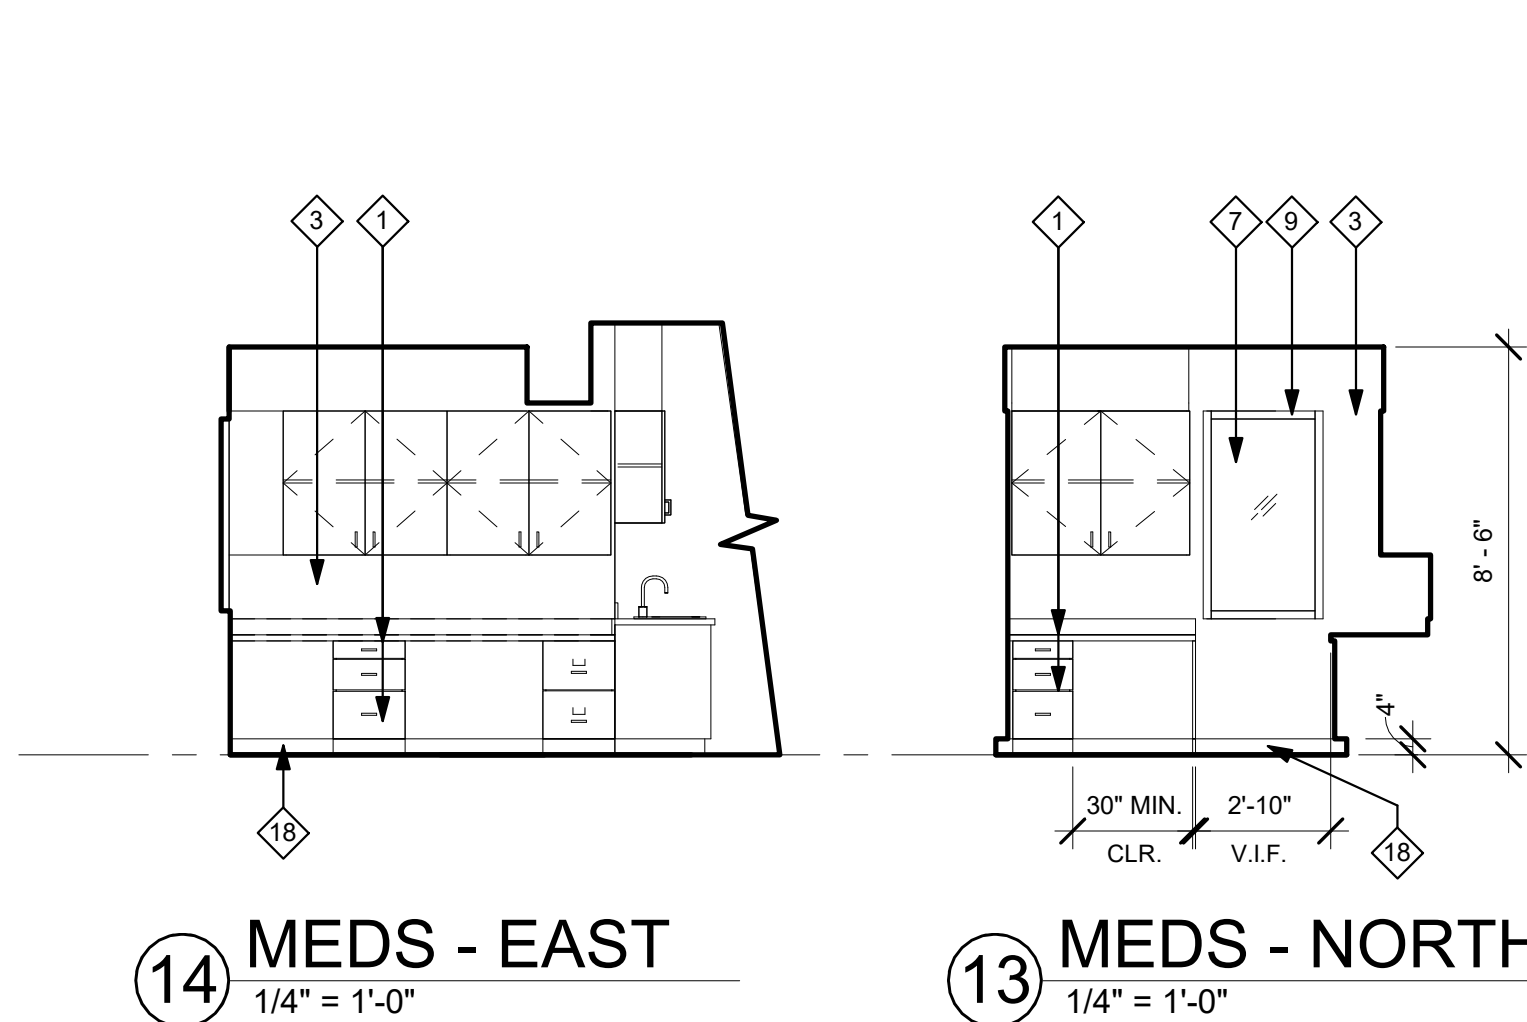 3 1
1 7 9 3
8' - 6"
4"
30" MIN. 2'-10"
CLR. V.I.F.
18
18
14 MEDS - EAST
1/4" = 1'-0"
13 MEDS - NORTH
1/4" = 1'-0"